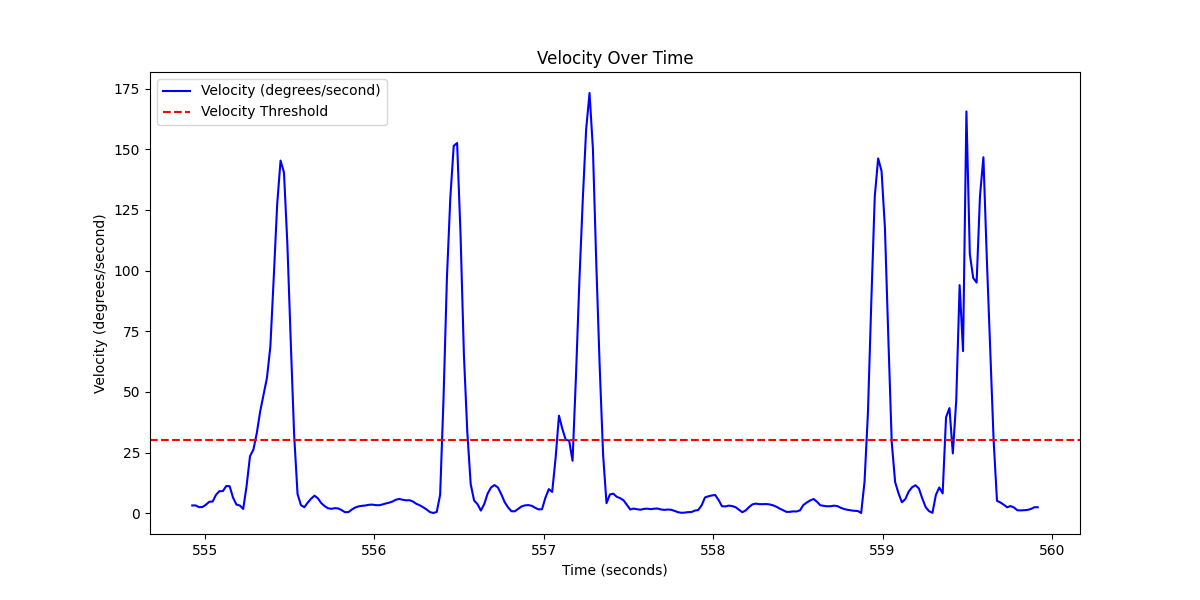 Velocity Over Time
Velocity (degrees/second)
Velocity Threshold
175
150
125
100
75
50
25
0
Velocity (degrees/second)
555 556 557 558 559 560
Time (seconds)